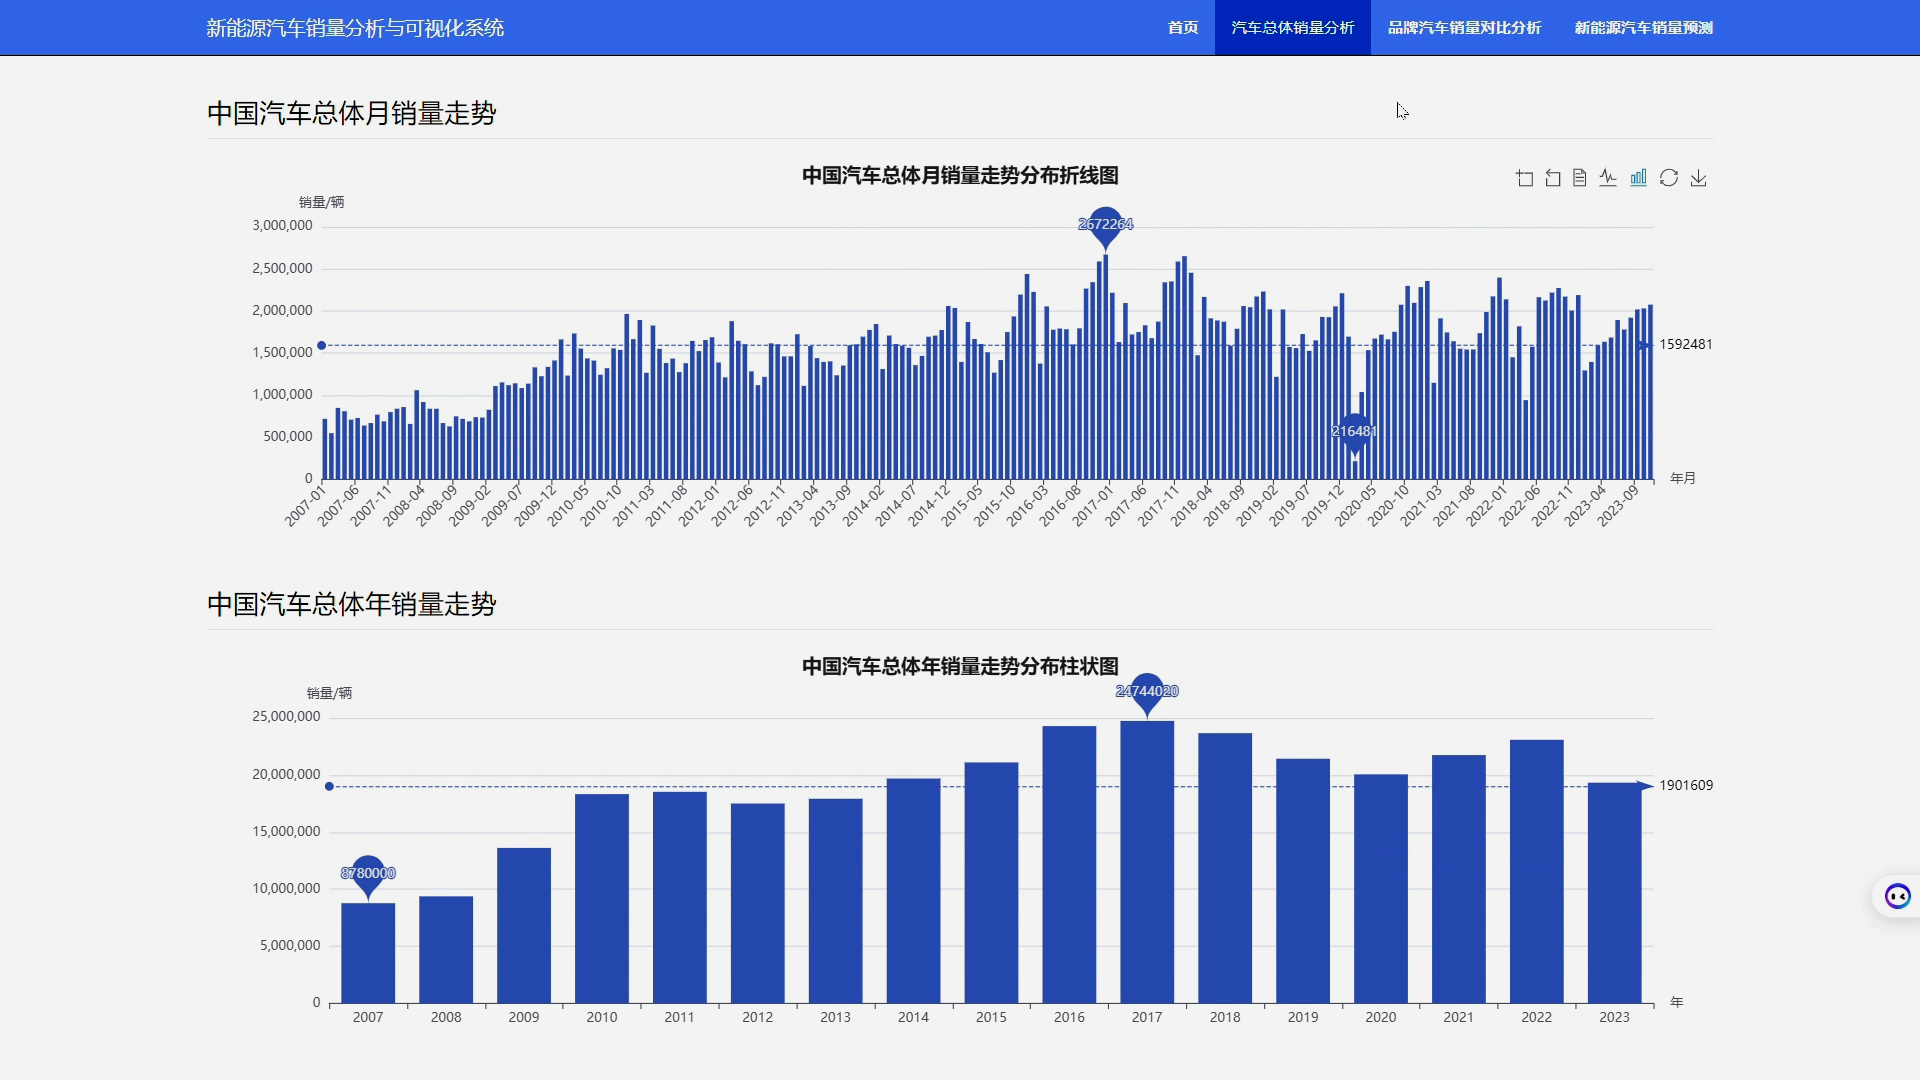 新能源汽车销量分析与可视化系统
首页 汽车总体销量分析 品牌汽车销量对比分析 新能源汽车销量预测
中国汽车总体月销量走势
中国汽车总体月销量走势分布折线图
销量/辆
2672264
3,000,000
2,500,000
2,000,000
1,500,000
1592481
1,000,000
216481
500,000
0
年月
2007-01 2007-06 2007-11 2008-04 2008-09 2009-02 2009-07 2009-12 2010-05 2010-10 2011-03 2011-08 2012-01 2012-06 2012-11 2013-04 2013-09 2014-02 2014-07 2014-12 2015-05 2015-10 2016-03 2016-08 2017-01 2017-06 2017-11 2018-04 2018-09 2019-02 2019-07 2019-12 2020-05 2020-10 2021-03 2021-08 2022-01 2022-06 2022-11 2023-04 2023-09
中国汽车总体年销量走势
中国汽车总体年销量走势分布柱状图
销量/辆
24744020
25,000,000
20,000,000
1901609
15,000,000
8780000
10,000,000
5,000,000
0
年
2007 2008 2009 2010 2011 2012 2013 2014 2015 2016 2017 2018 2019 2020 2021 2022 2023